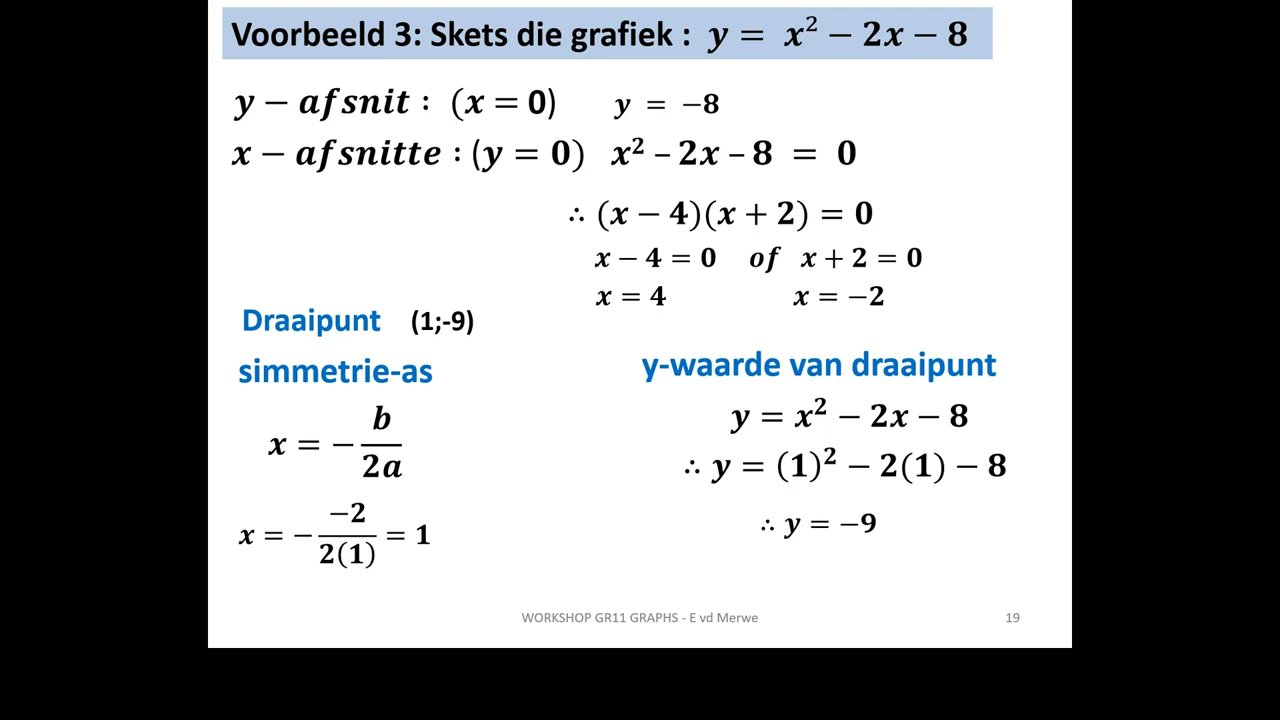 Voorbeeld 3: Skets die grafiek : y = x² − 2x − 8
y − afsnit : (x = 0) y = −8
x − afsnitte : (y = 0) x² – 2x – 8 = 0
∴ (x − 4)(x + 2) = 0
x − 4 = 0 of x + 2 = 0
x = 4 x = −2
Draaipunt (1;-9)
simmetrie-as
x = − b/2a
x = − −2/2(1) = 1
y-waarde van draaipunt
y = x² − 2x − 8
∴ y = (1)² − 2(1) − 8
∴ y = −9
WORKSHOP GR11 GRAPHS - E vd Merwe 19